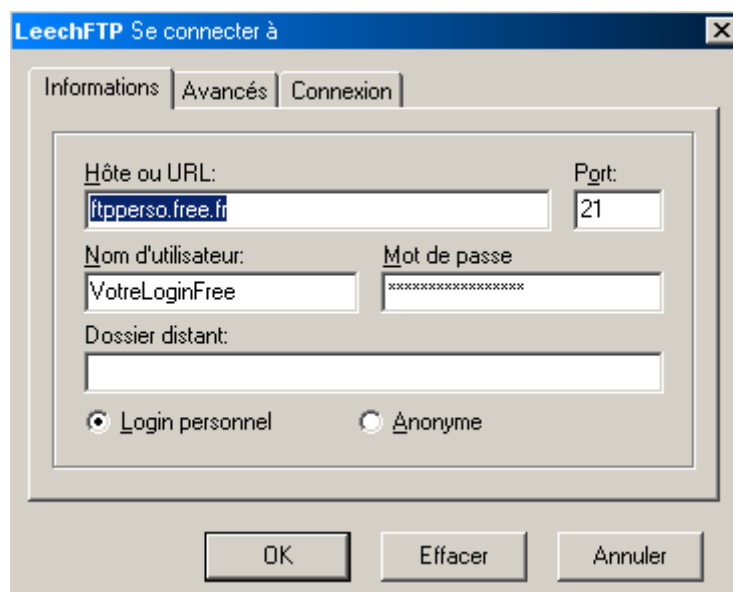 LeechFTP Se connecter à
Informations Avancés Connexion
Hôte ou URL: Port:
ftpperso.free.fr 21
Nom d'utilisateur: Mot de passe
VotreLoginFree *****************
Dossier distant:
Login personnel Anonyme
OK Effacer Annuler